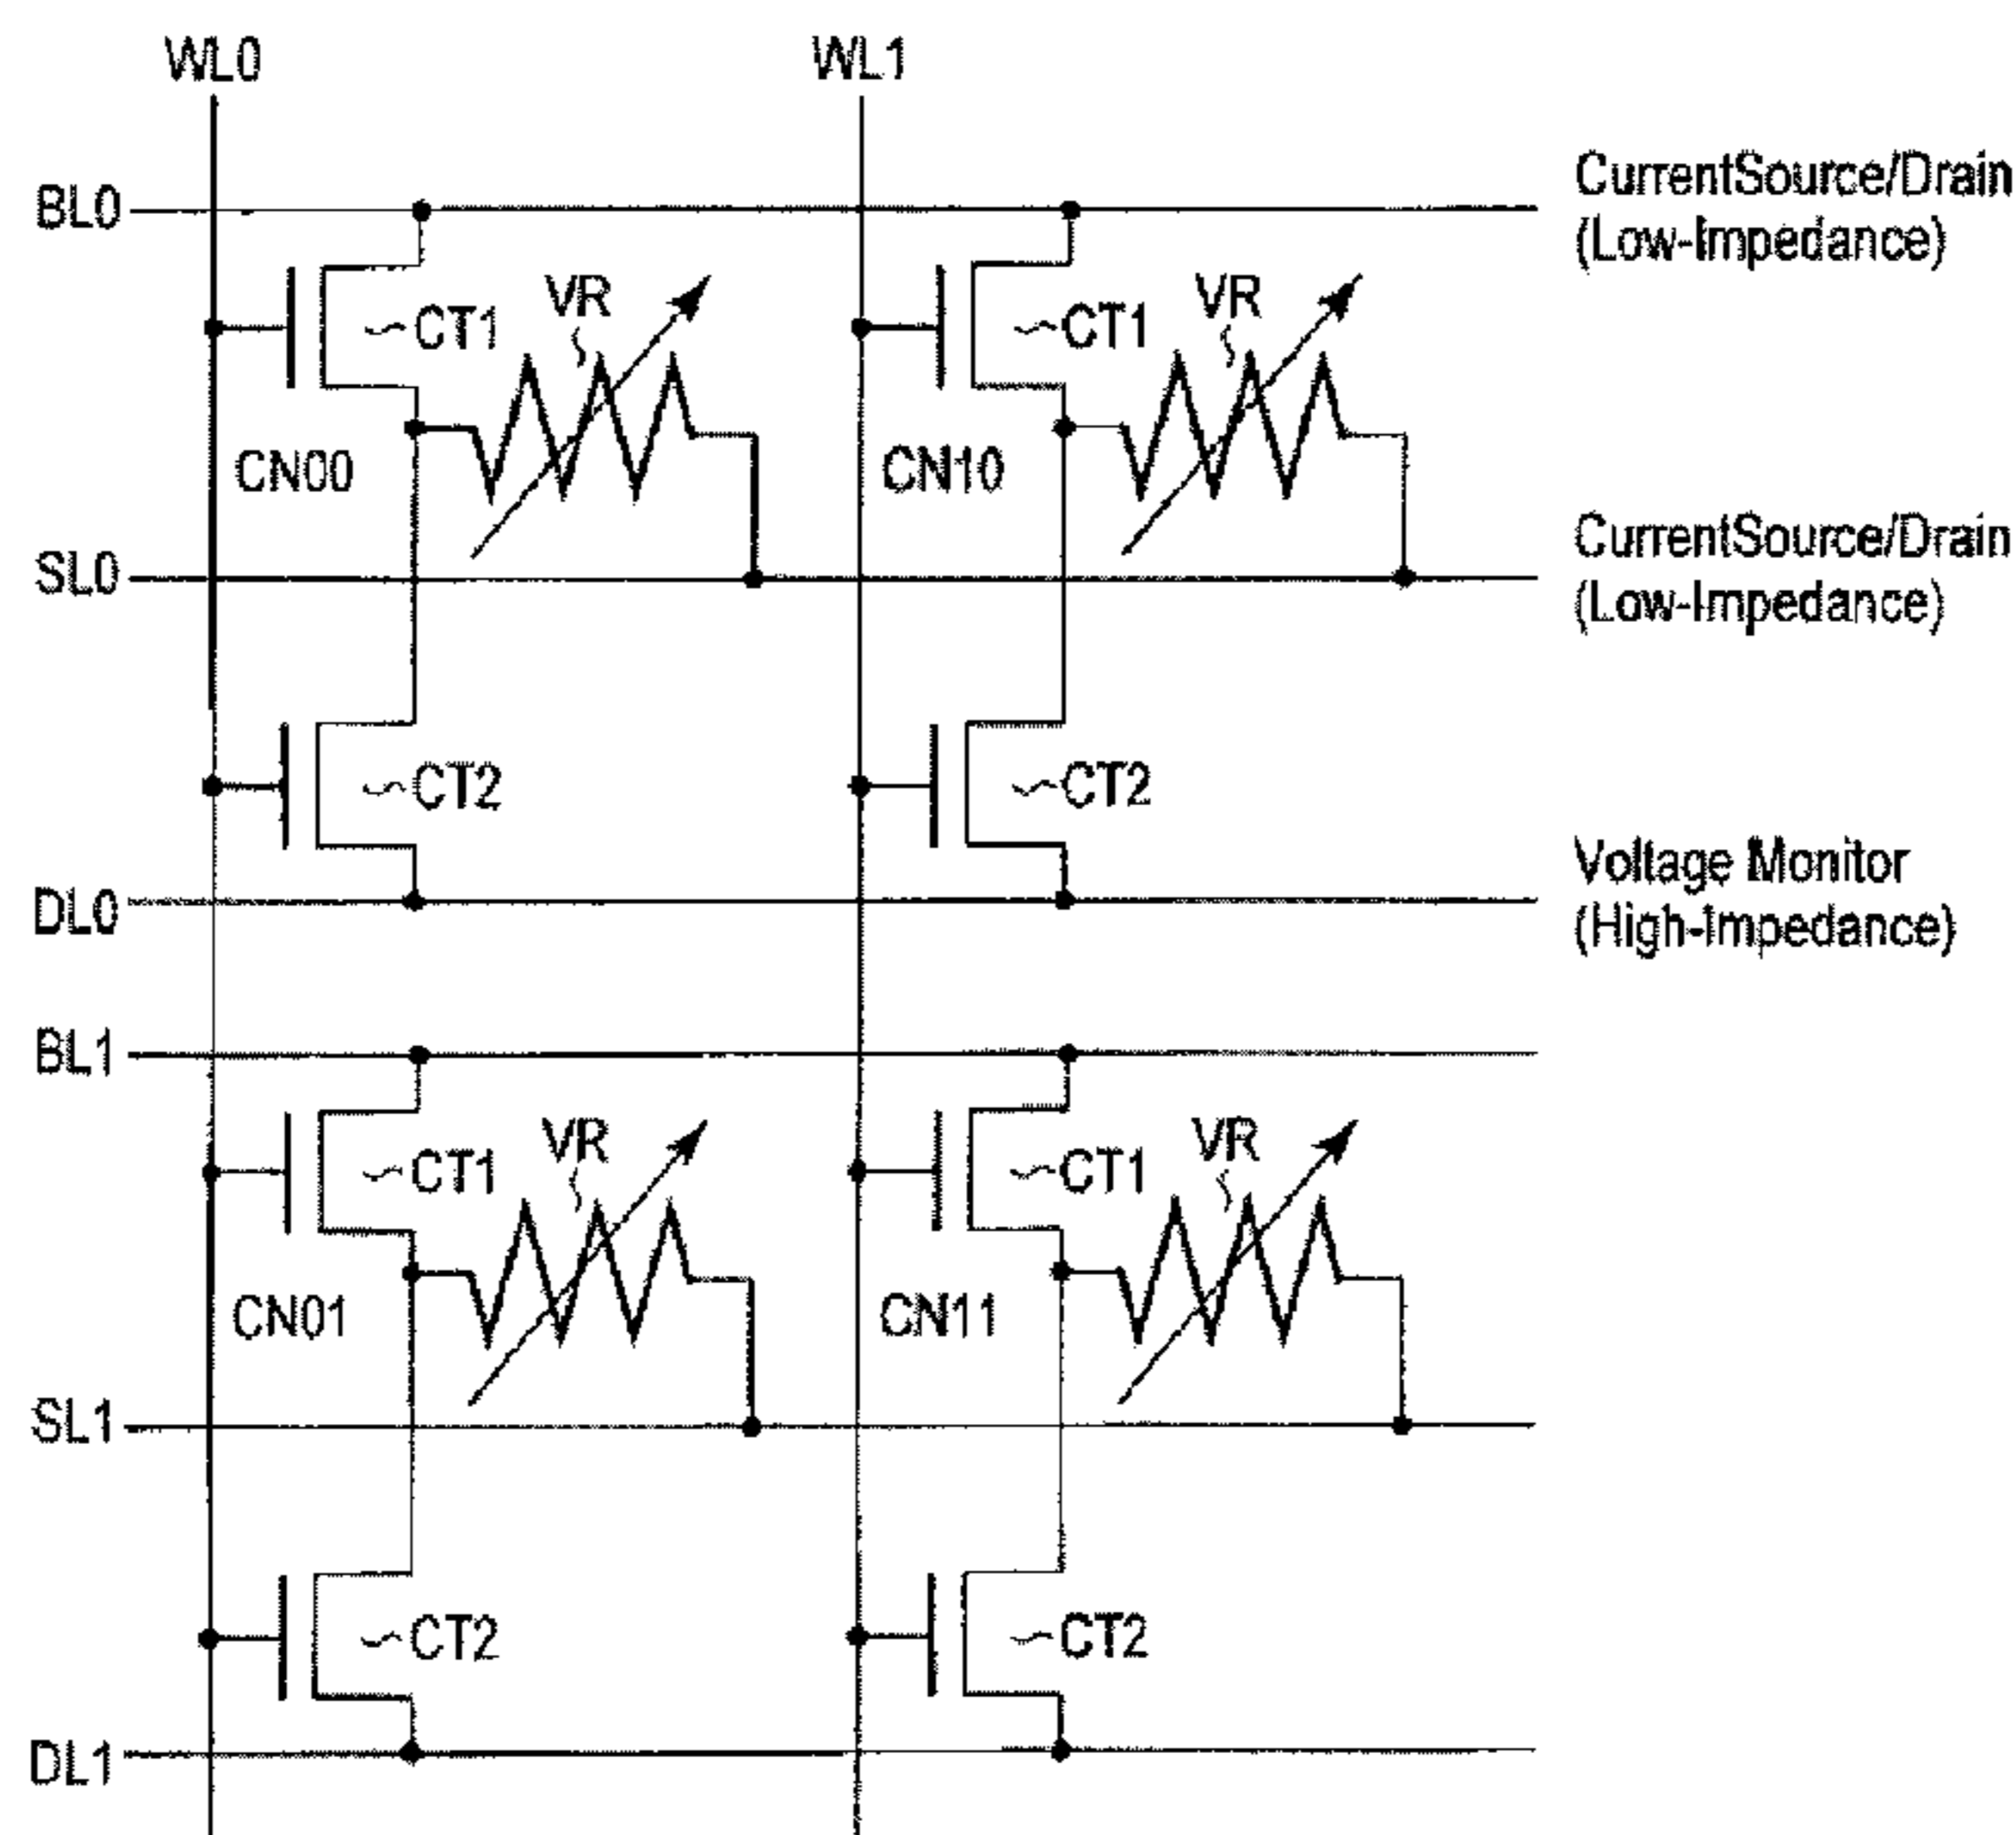 WL0 WL1
BL0
CurrentSource/Drain
(Low-Impedance)
CT1 VR CT1 VR
CN00 CN10
SL0
CurrentSource/Drain
(Low-Impedance)
CT2 CT2
DL0
Voltage Monitor
(High-Impedance)
BL1
CT1 VR CT1 VR
CN01 CN11
SL1
CT2 CT2
DL1